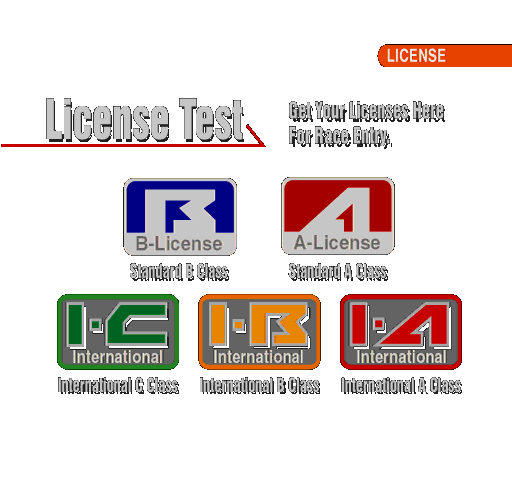 LICENSE
License Test
Get Your Licenses Here
For Race Entry.
B
B-License
A
A-License
Standard B Class
Standard A Class
I-C
International
I-B
International
I-A
International
International C Class
International B Class
International A Class